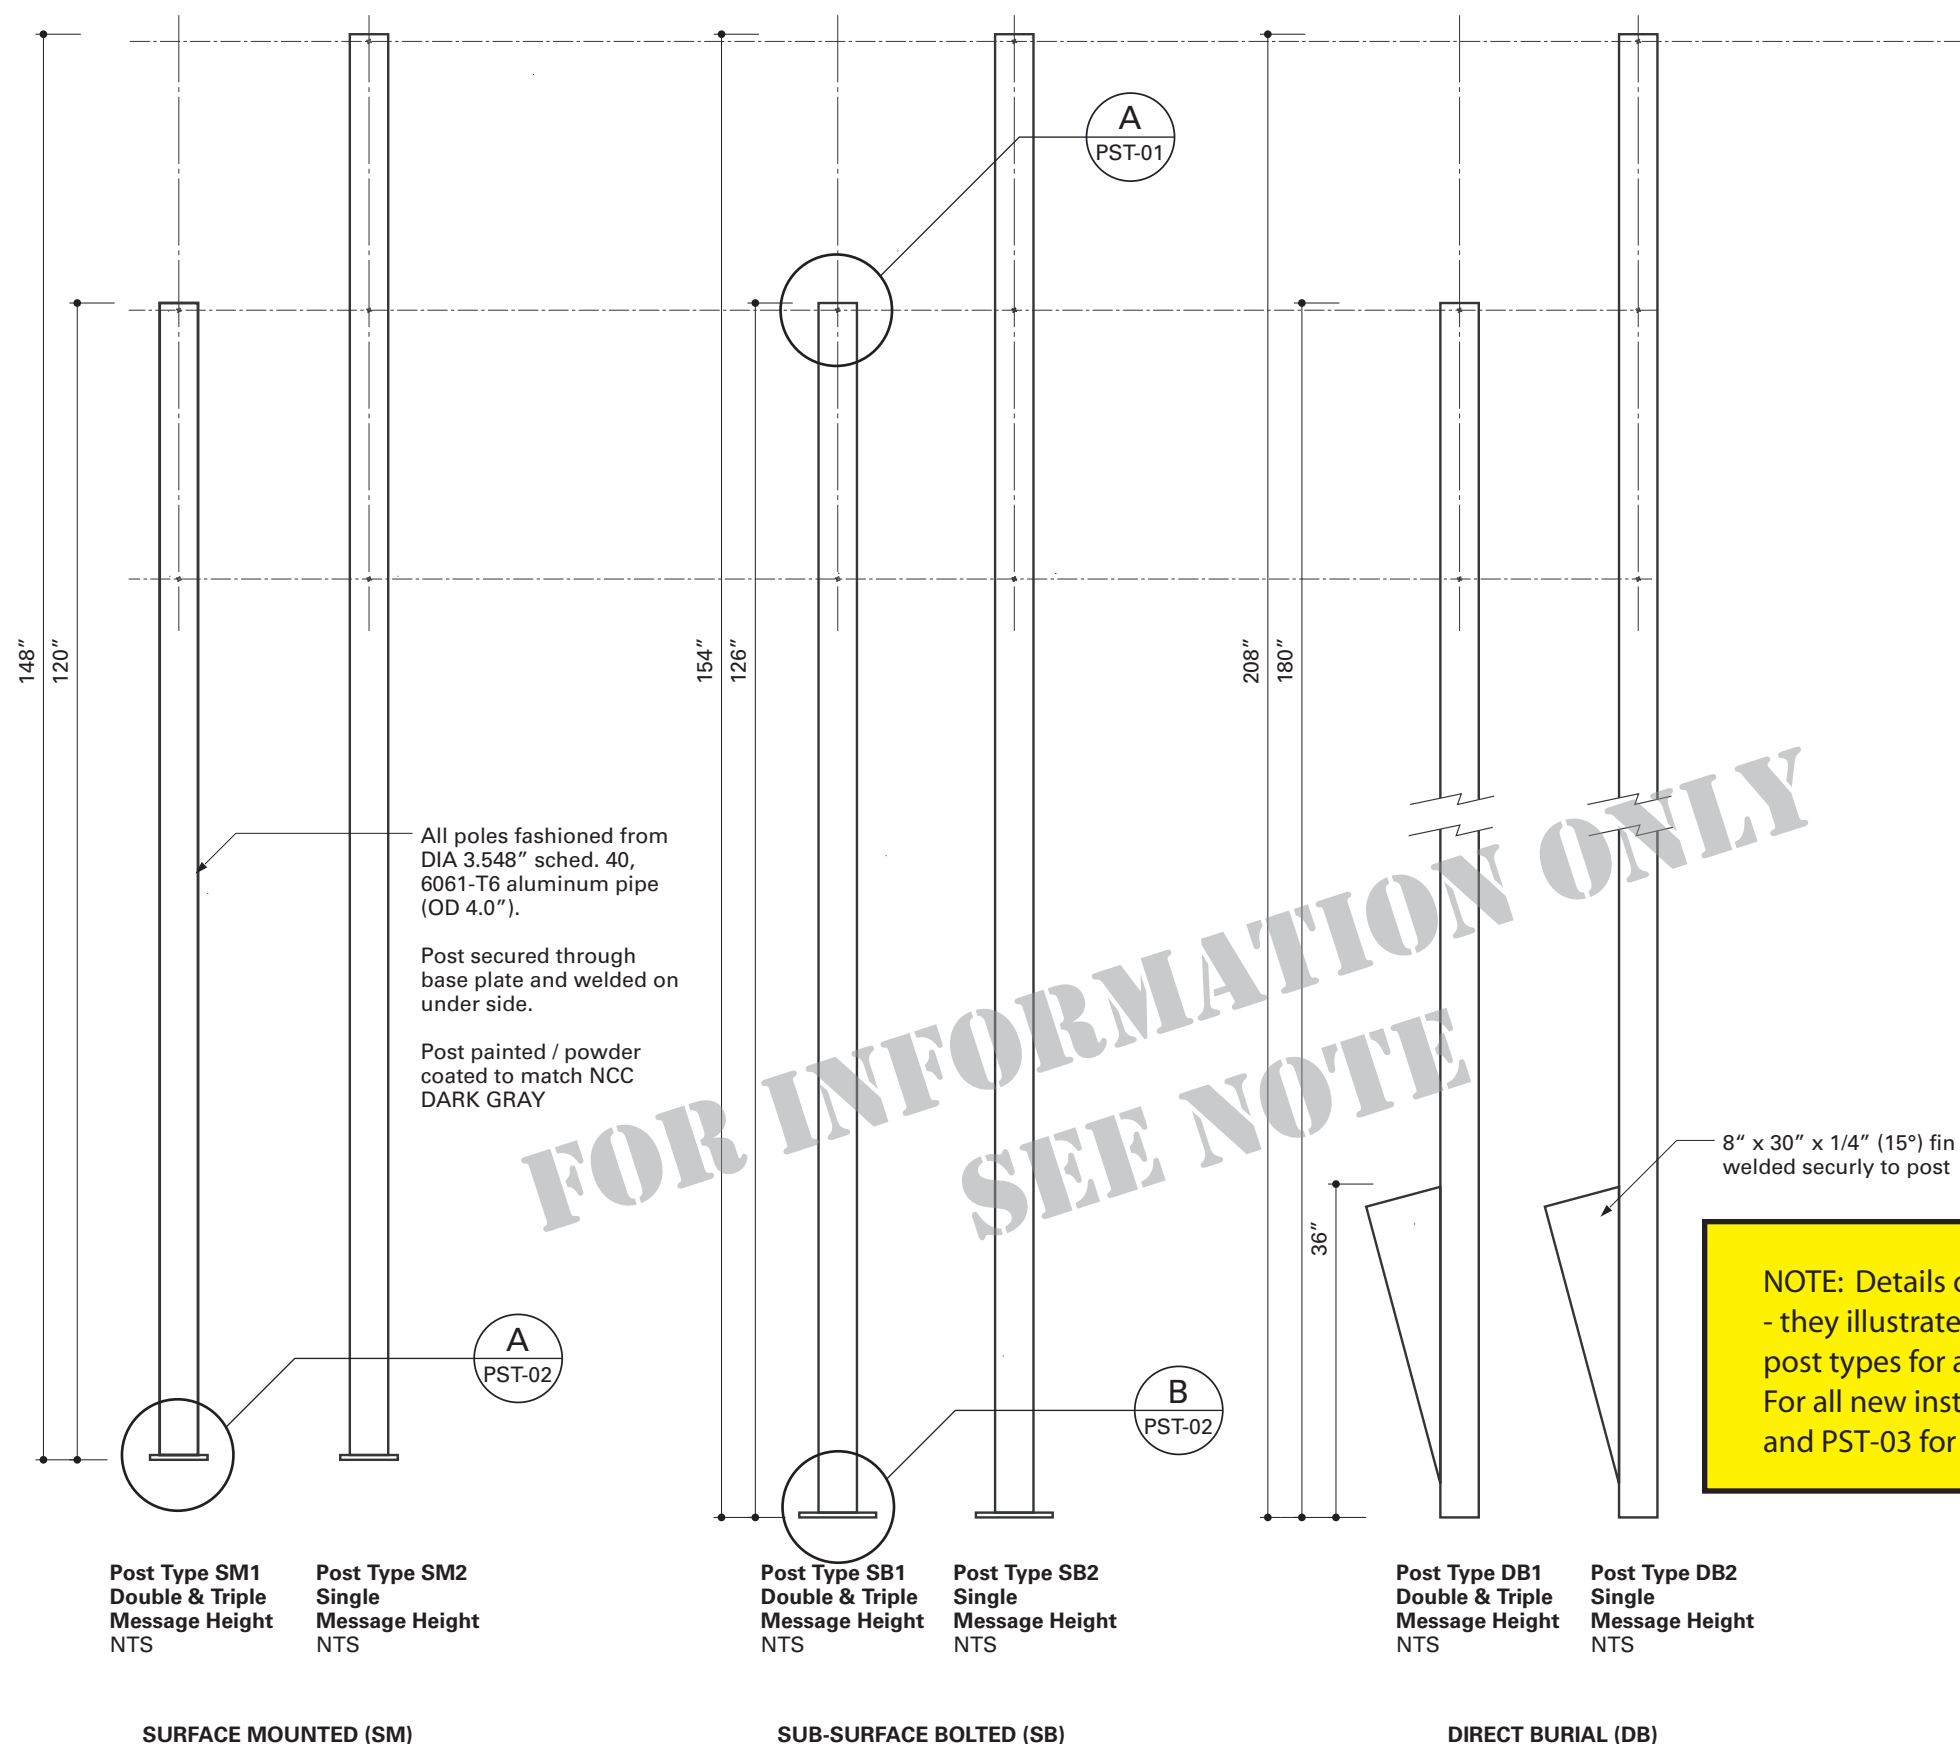 A
PST-01
148”
120”
154”
126”
208”
180”
All poles fashioned from
DIA 3.548” sched. 40,
6061-T6 aluminum pipe
(OD 4.0”).
Post secured through
base plate and welded on
under side.
Post painted / powder
coated to match NCC
DARK GRAY
FOR INFORMATION ONLY
SEE NOTE
8“ x 30” x 1/4” (15°) fin
welded securly to post
36”
NOTE: Details
- they illustrate
post types for
For all new
and PST-03 for
A
PST-02
B
PST-02
Post Type SM1
Double & Triple
Message Height
NTS
Post Type SM2
Single
Message Height
NTS
Post Type SB1
Double & Triple
Message Height
NTS
Post Type SB2
Single
Message Height
NTS
Post Type DB1
Double & Triple
Message Height
NTS
Post Type DB2
Single
Message Height
NTS
SURFACE MOUNTED (SM)
SUB-SURFACE BOLTED (SB)
DIRECT BURIAL (DB)